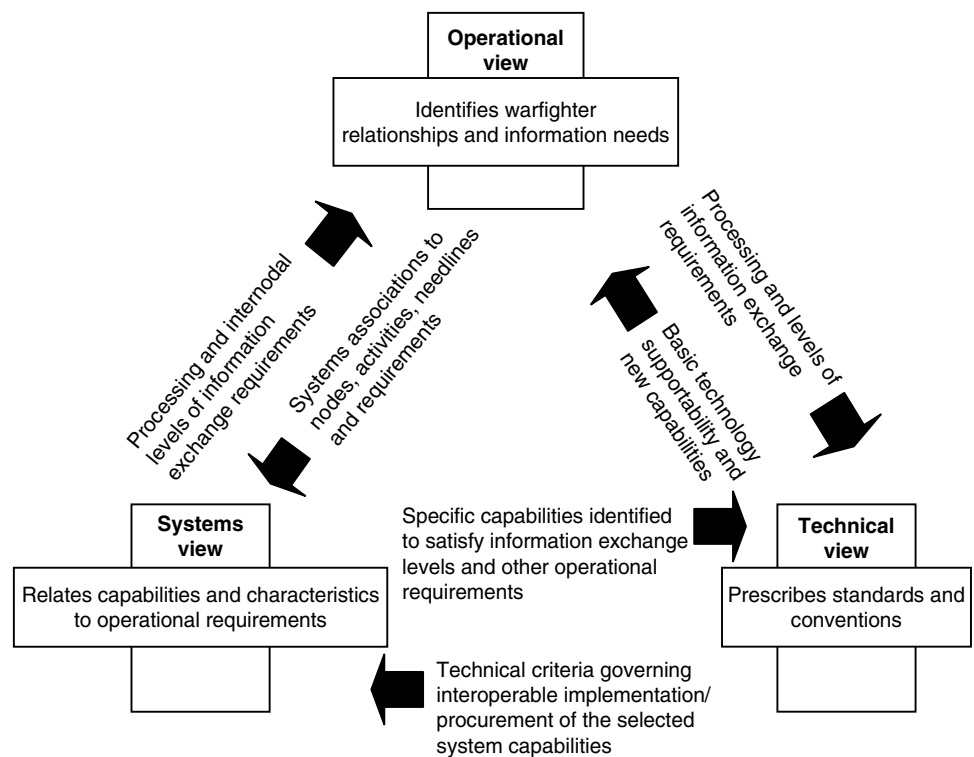 Operational
view
Identifies warfighter
relationships and information needs
Processing and internodal
levels of information
exchange requirements
Systems associations to
nodes, activities, needlines
and requirements
Processing and levels of
information exchange
requirements
Basic technology
supportability and
new capabilities
Systems
view
Relates capabilities and characteristics
to operational requirements
Specific capabilities identified
to satisfy information exchange
levels and other operational
requirements
Technical
view
Prescribes standards and
conventions
Technical criteria governing
interoperable implementation/
procurement of the selected
system capabilities